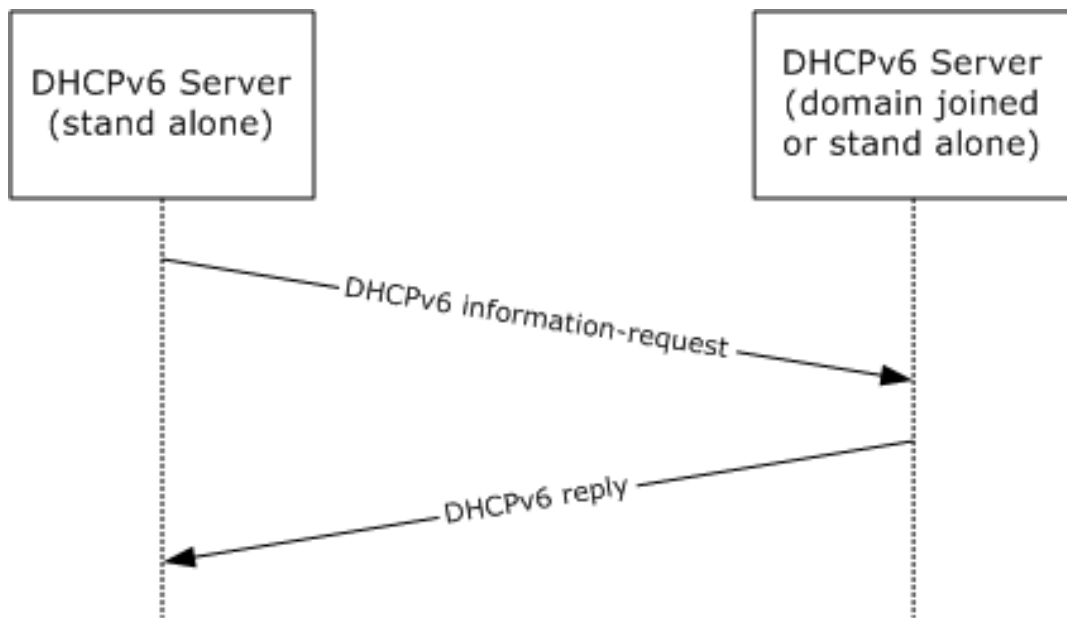 DHCPv6 Server
(stand alone)
DHCPv6 Server
(domain joined
or stand alone)
DHCPv6 information-request
DHCPv6 reply